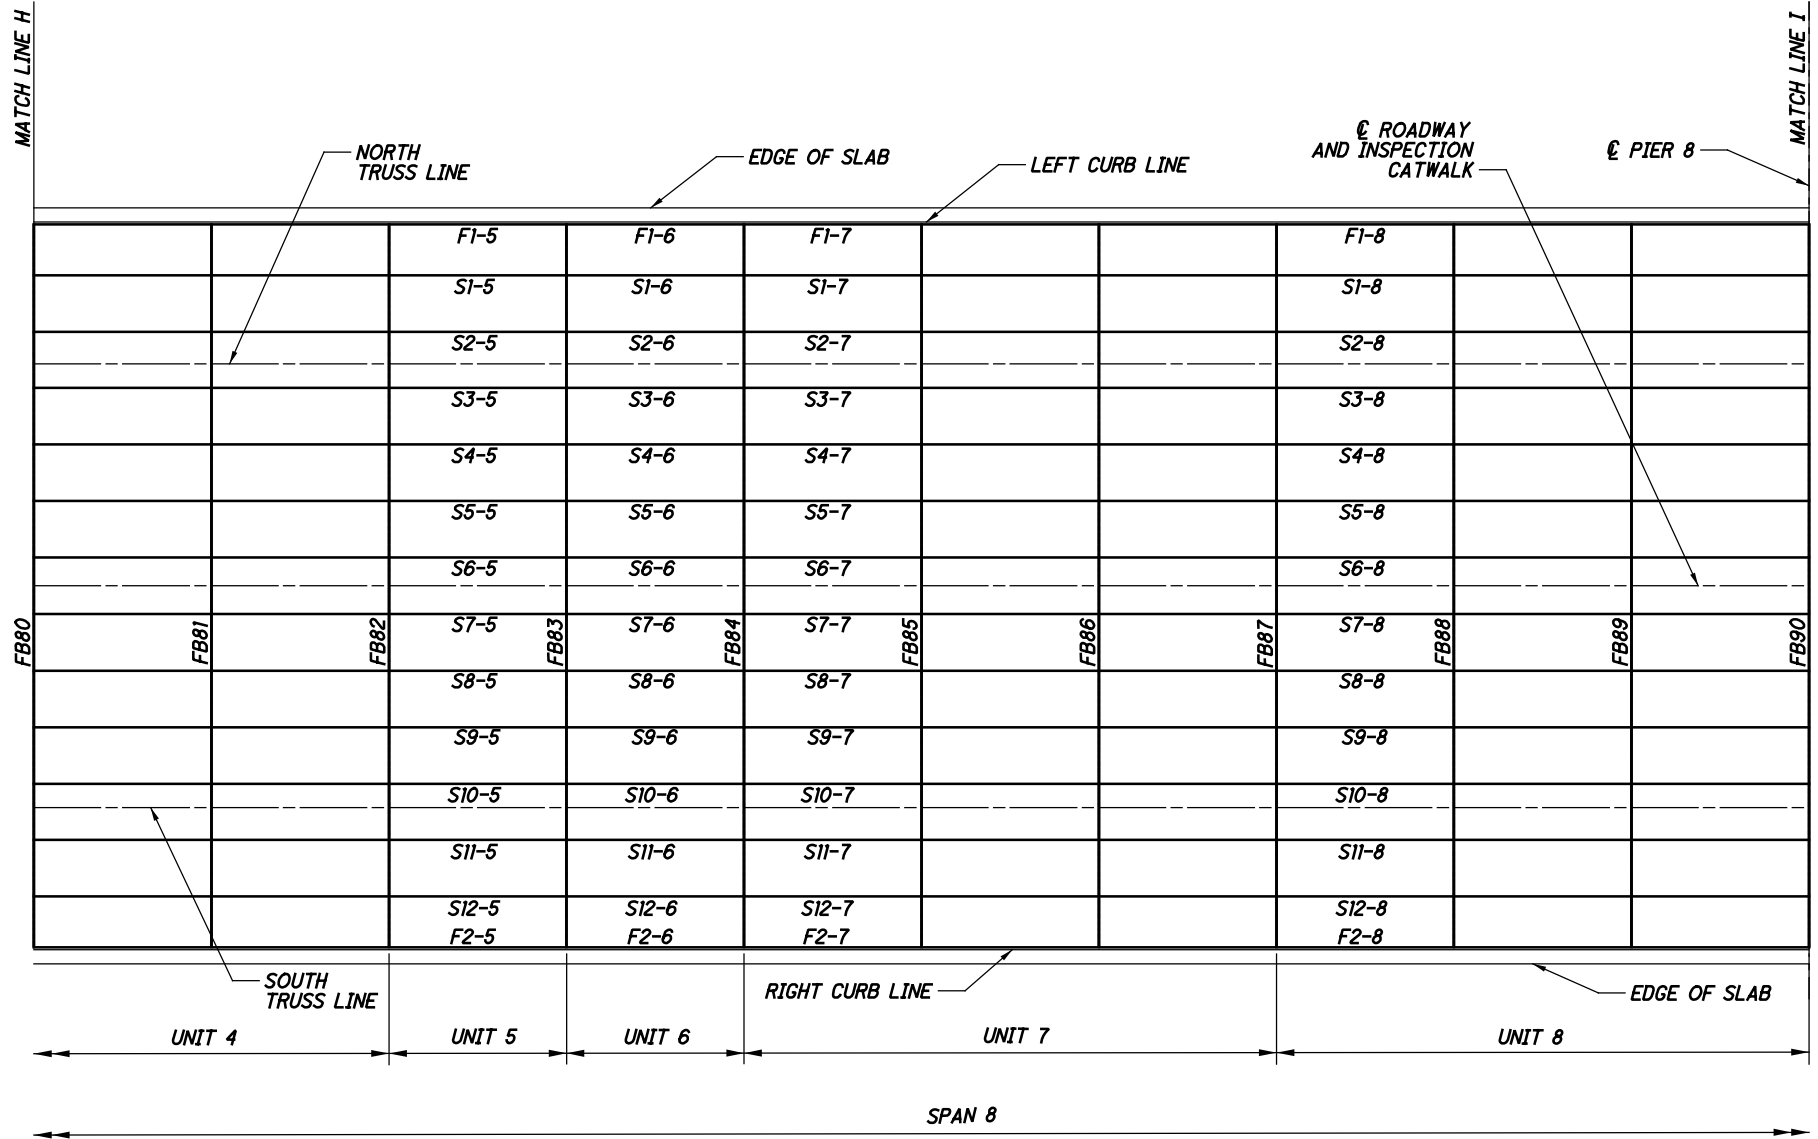 MATCH LINE H
MATCH LINE I
NORTH
TRUSS LINE
EDGE OF SLAB
LEFT CURB LINE
℄ ROADWAY
AND INSPECTION
CATWALK
℄ PIER 8
F1-5 F1-6 F1-7 F1-8
S1-5 S1-6 S1-7 S1-8
S2-5 S2-6 S2-7 S2-8
S3-5 S3-6 S3-7 S3-8
S4-5 S4-6 S4-7 S4-8
S5-5 S5-6 S5-7 S5-8
S6-5 S6-6 S6-7 S6-8
S7-5 S7-6 S7-7 S7-8
FB80 FB81 FB82 FB83 FB84 FB85 FB86 FB87 FB88 FB89 FB90
S8-5 S8-6 S8-7 S8-8
S9-5 S9-6 S9-7 S9-8
S10-5 S10-6 S10-7 S10-8
S11-5 S11-6 S11-7 S11-8
S12-5 S12-6 S12-7 S12-8
F2-5 F2-6 F2-7 F2-8
SOUTH
TRUSS LINE
RIGHT CURB LINE
EDGE OF SLAB
UNIT 4 UNIT 5 UNIT 6 UNIT 7 UNIT 8
SPAN 8